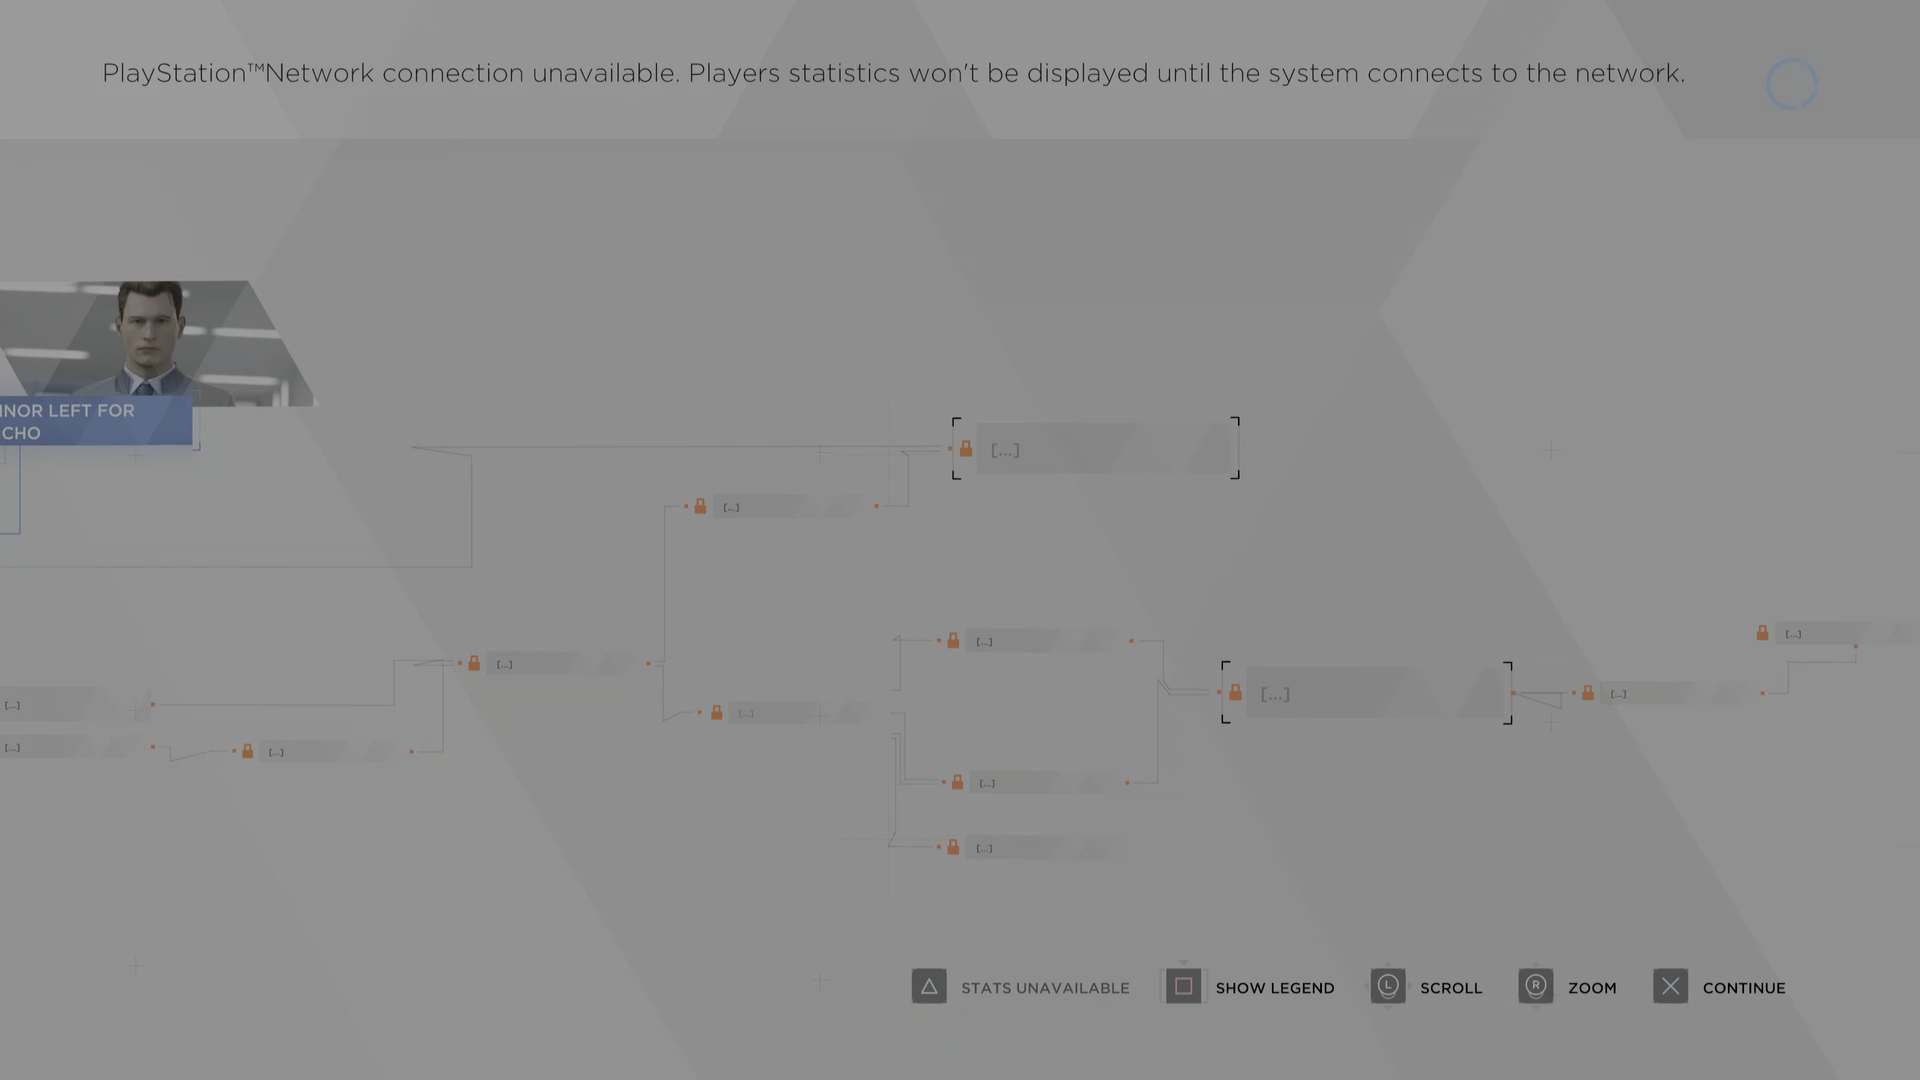 PlayStation™Network connection unavailable. Players statistics won't be displayed until the system connects to the network.
NNOR LEFT FOR
CHO
[...]
[...]
[...]
[...]
[...]
[...]
[...]
[...]
[...]
[...]
[...]
[...]
[...]
[...]
STATS UNAVAILABLE
SHOW LEGEND
L
SCROLL
R
ZOOM
CONTINUE